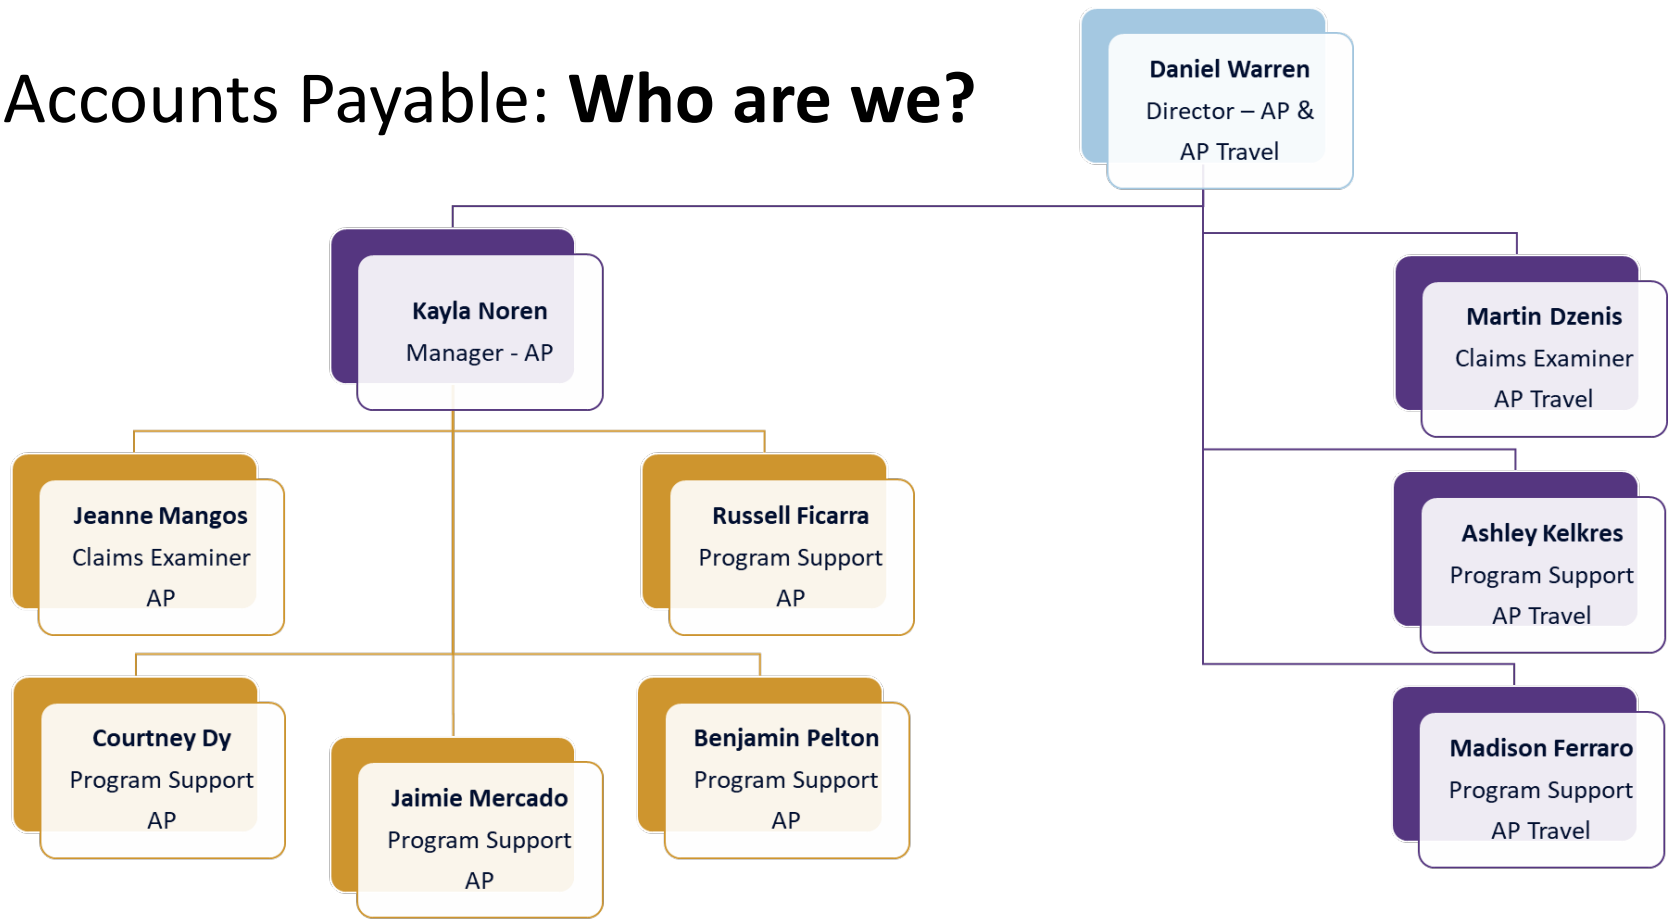 Accounts Payable: Who are we?
Daniel Warren
Director – AP &
AP Travel
Kayla Noren
Manager - AP
Martin Dzenis
Claims Examiner
AP Travel
Jeanne Mangos
Claims Examiner
AP
Russell Ficarra
Program Support
AP
Ashley Kelkres
Program Support
AP Travel
Courtney Dy
Program Support
AP
Jaimie Mercado
Program Support
AP
Benjamin Pelton
Program Support
AP
Madison Ferraro
Program Support
AP Travel